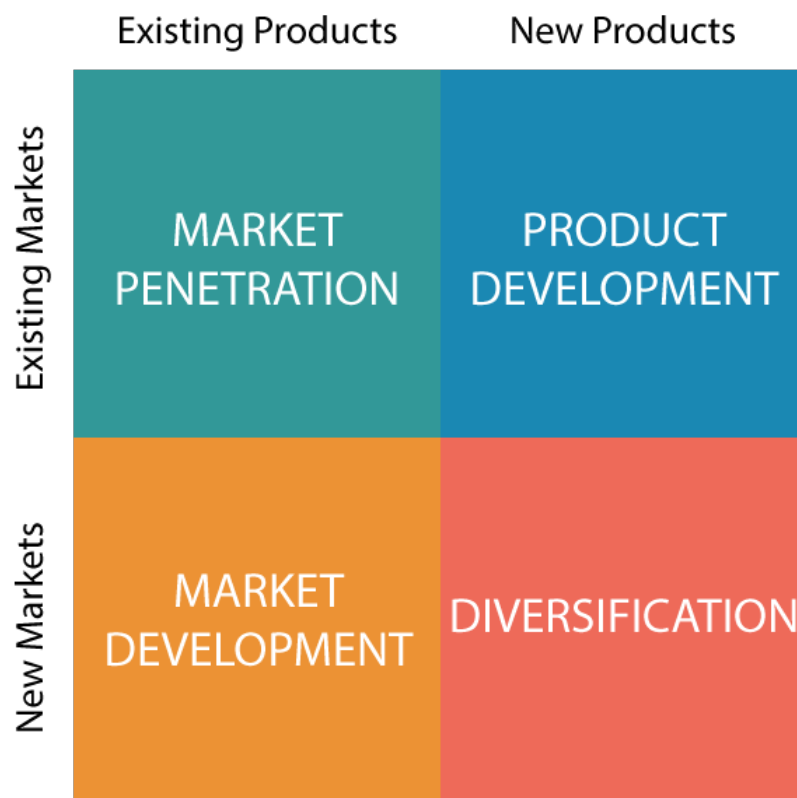 Existing Products
New Products
Existing Markets
MARKET
PENETRATION
PRODUCT
DEVELOPMENT
New Markets
MARKET
DEVELOPMENT
DIVERSIFICATION